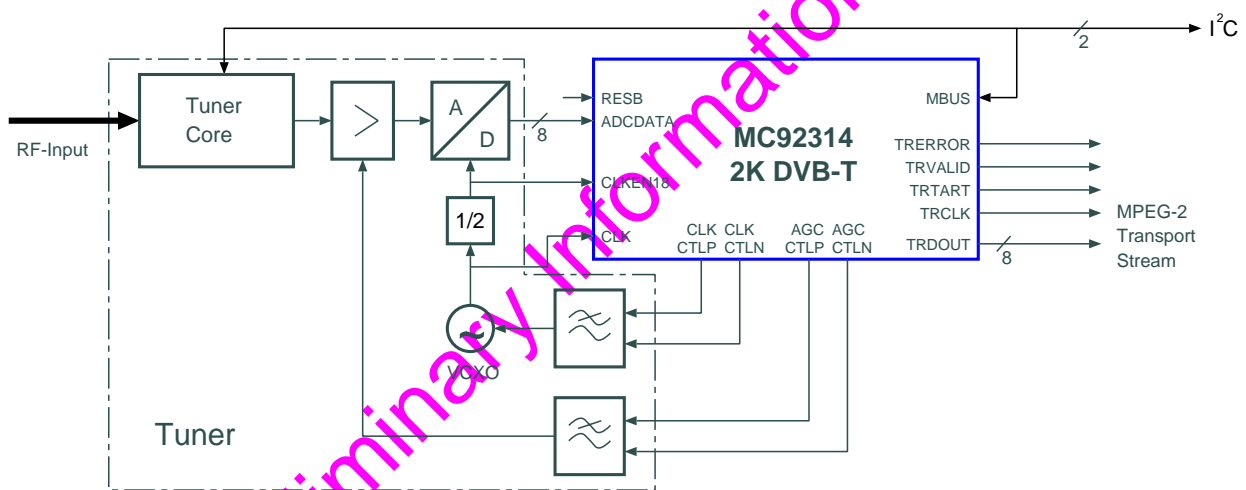 I²C
2
Tuner
Core
RF-Input
>
A
D
8
RESB
ADCDATA
CLKEN18
CLK
MC92314
2K DVB-T
MBUS
TRERROR
TRVALID
TRTART
TRCLK
TRDOUT
8
MPEG-2
Transport
Stream
CLK CLK
CTLP CTLN
AGC AGC
CTLP CTLN
1/2
VCXO
Tuner
liminary Information